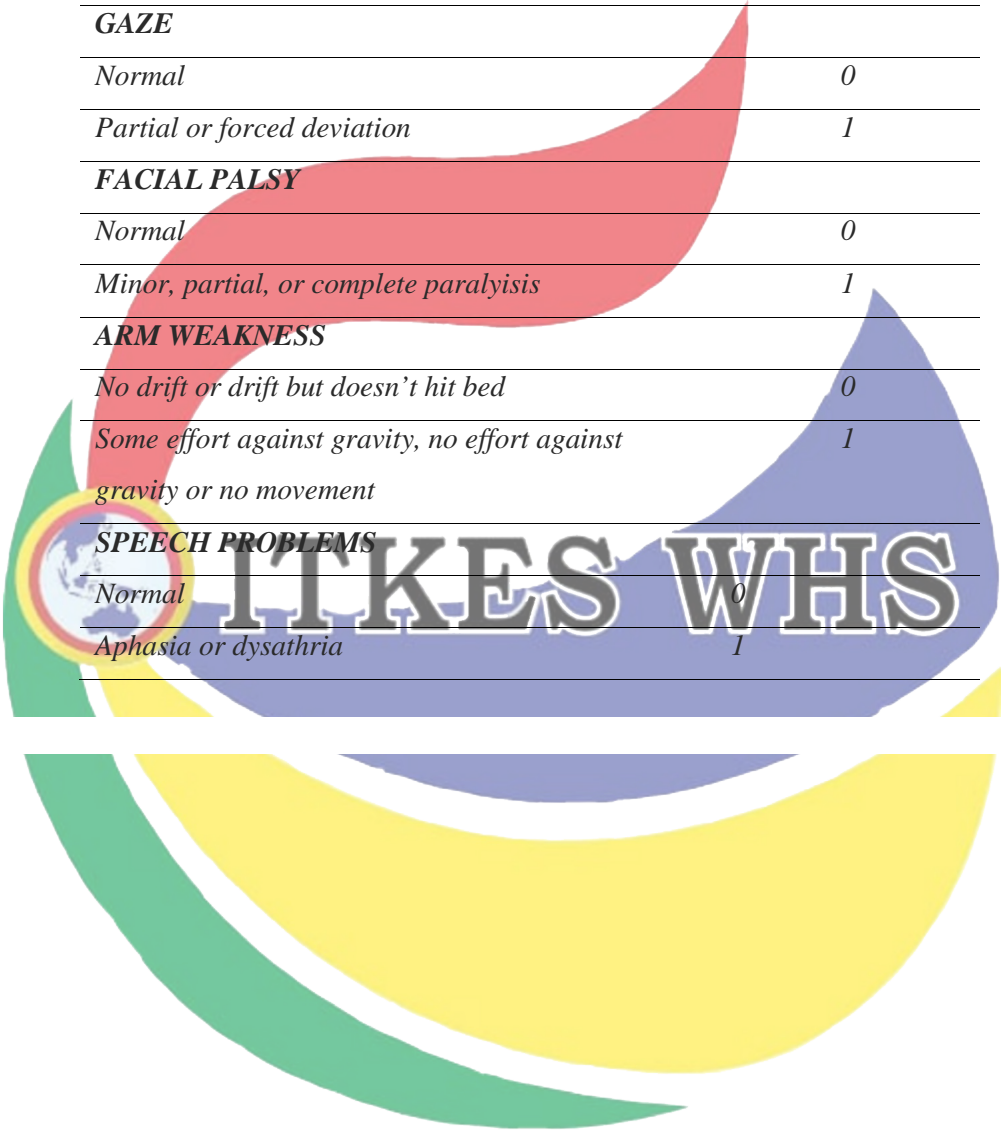 GAZE
Normal 0
Partial or forced deviation 1
FACIAL PALSY
Normal 0
Minor, partial, or complete paralyisis 1
ARM WEAKNESS
No drift or drift but doesn’t hit bed 0
Some effort against gravity, no effort against 1
gravity or no movement
SPEECH PROBLEMS
ITKES WHS
Normal 0
Aphasia or dysathria 1